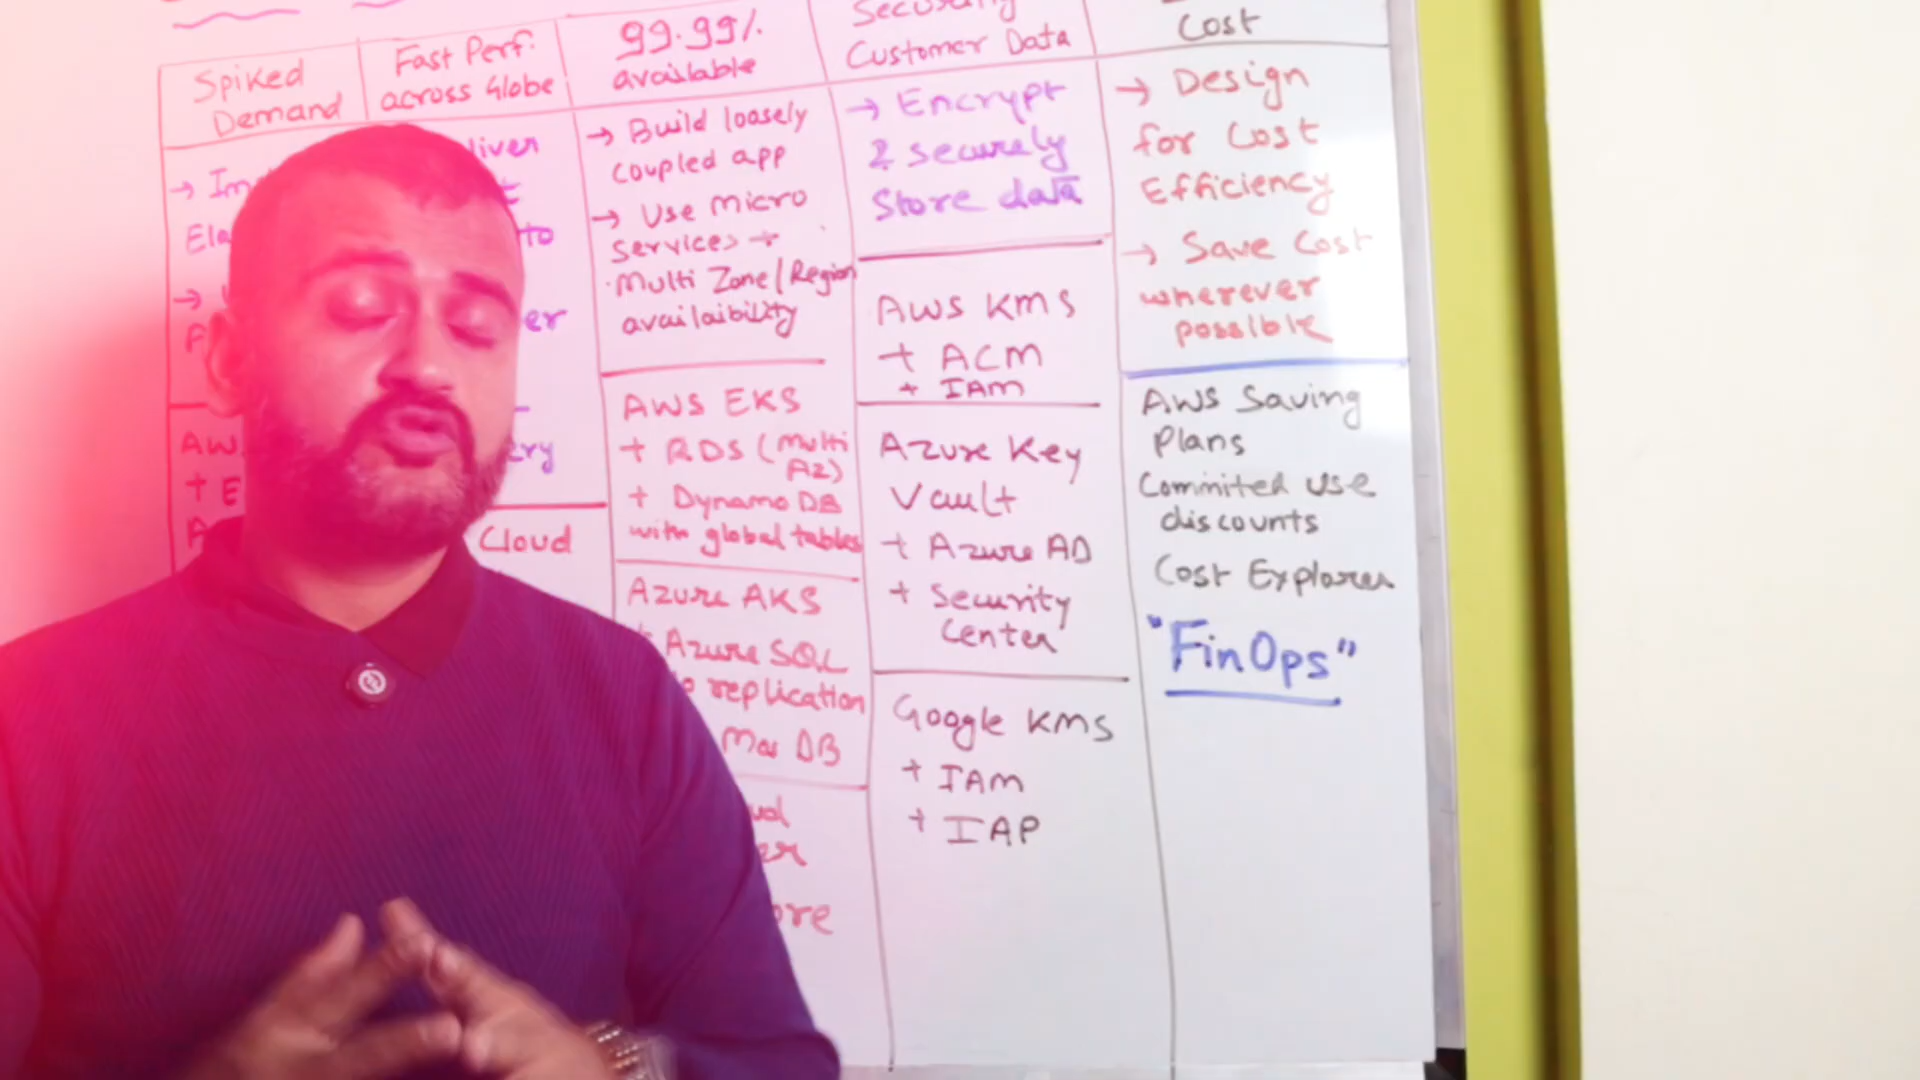 Spiked
Demand
Fast Perf:
across Globe
99.99%
available
Securing
Customer Data
Cost
→ Build loosely
coupled app
→ Use Micro
services →
Multi Zone/Region
availaibility
AWS EKS
+ RDS (Multi
AZ)
+ Dynamo DB
with global tables
Azure AKS
+ Azure SQL
replication
DB
→ Encrypt
& securely
Store data
AWS KMS
+ ACM
+ IAM
Azure Key
Vault
+ Azure AD
+ Security
Center
Google KMS
+ IAM
+ IAP
→ Design
for Cost
Efficiency
→ Save Cost
wherever
possible
AWS Saving
Plans
Commited use
discounts
Cost Explorer
"FinOps"
to
Cloud